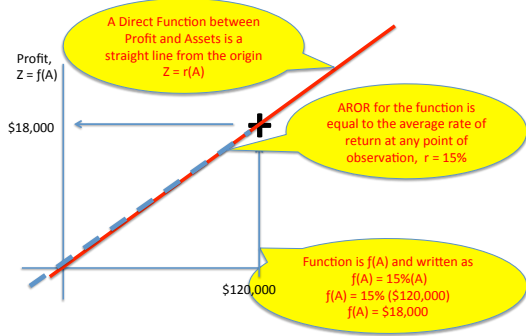 A Direct Function between
Profit and Assets is a
straight line from the origin
Z = r(A)
Profit,
Z = ƒ(A)
$18,000
AROR for the function is
equal to the average rate of
return at any point of
observation, r = 15%
Function is ƒ(A) and written as
ƒ(A) = 15%(A)
ƒ(A) = 15% ($120,000)
ƒ(A) = $18,000
$120,000